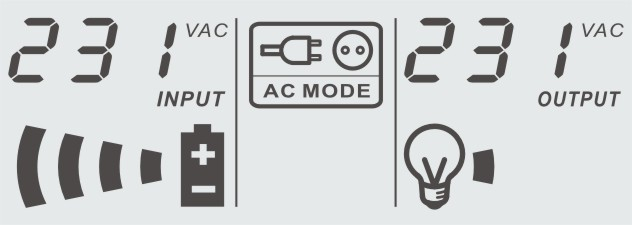 231 VAC
INPUT
AC MODE
231 VAC
OUTPUT